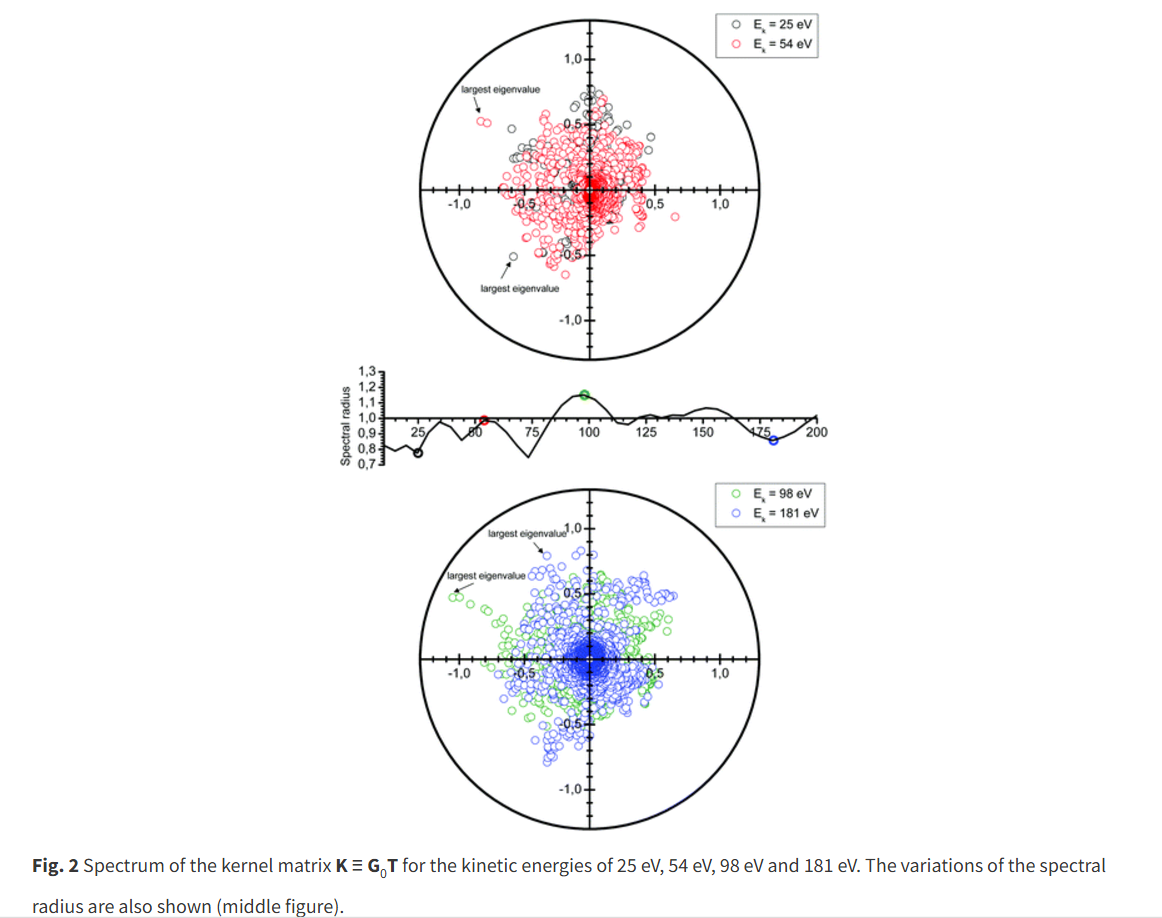 E_k = 25 eV
E_k = 54 eV
1,0
largest eigenvalue
0,5
-1,0
-0,5
0,5
1,0
-0,5
largest eigenvalue
-1,0
Spectral radius
1,3
1,2
1,1
1,0
0,9
0,8
0,7
25
50
75
100
125
150
175
200
E_k = 98 eV
E_k = 181 eV
1,0
largest eigenvalue
largest eigenvalue
0,5
-1,0
-0,5
0,5
1,0
-0,5
-1,0
Fig. 2 Spectrum of the kernel matrix K ≡ G₀T for the kinetic energies of 25 eV, 54 eV, 98 eV and 181 eV. The variations of the spectral
radius are also shown (middle figure).